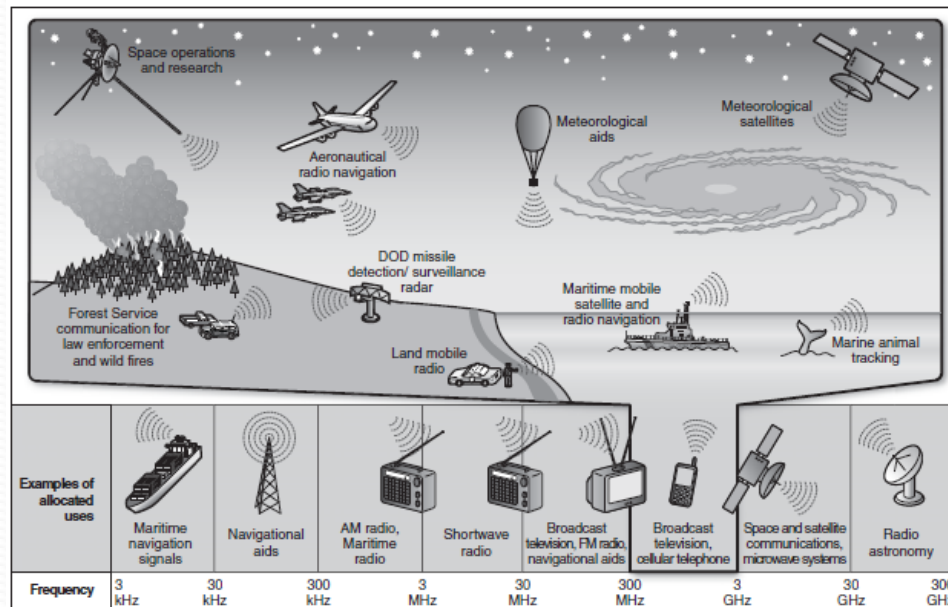 Space operations
and research
Aeronautical
radio navigation
Meteorological
aids
Meteorological
satellites
DOD missile
detection/ surveillance
radar
Forest Service
communication for
law enforcement
and wild fires
Land mobile
radio
Maritime mobile
satellite and
radio navigation
Marine animal
tracking
Examples of
allocated
uses
Maritime
navigation
signals
Navigational
aids
AM radio,
Maritime
radio
Shortwave
radio
Broadcast
television, FM radio,
navigational aids
Broadcast
television,
cellular telephone
Space and satellite
communications,
microwave systems
Radio
astronomy
Frequency
3
kHz
30
kHz
300
kHz
3
MHz
30
MHz
300
MHz
3
GHz
30
GHz